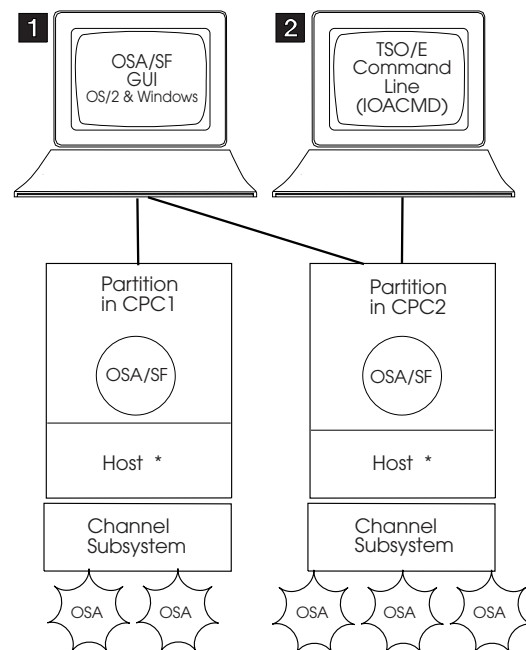 1
OSA/SF
GUI
OS/2 & Windows
2
TSO/E
Command
Line
(IOACMD)
Partition
in CPC1
OSA/SF
Host *
Channel
Subsystem
OSA
OSA
Partition
in CPC2
OSA/SF
Host *
Channel
Subsystem
OSA
OSA
OSA